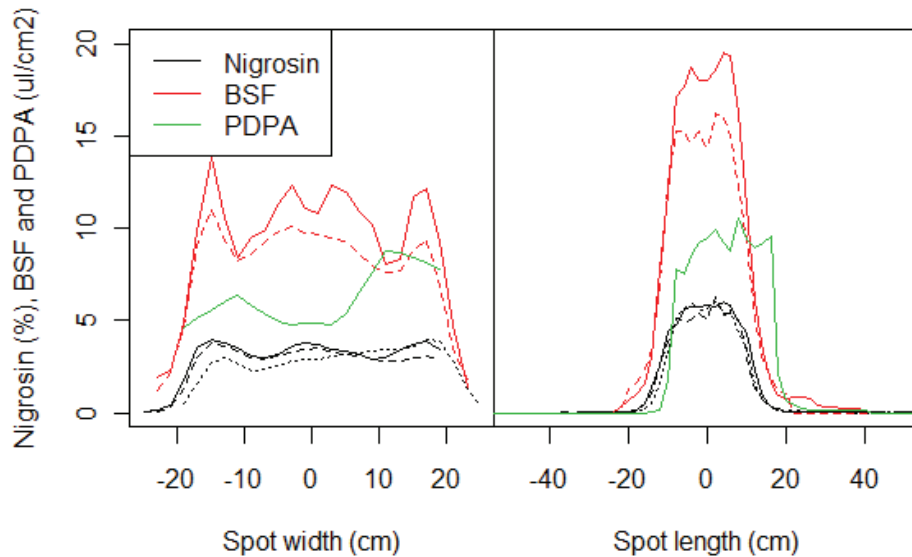 Nigrosin (%), BSF and PDPA (ul/cm2)
20
15
10
5
0
Nigrosin
BSF
PDPA
-20 -10 0 10 20
-40 -20 0 20 40
Spot width (cm)
Spot length (cm)